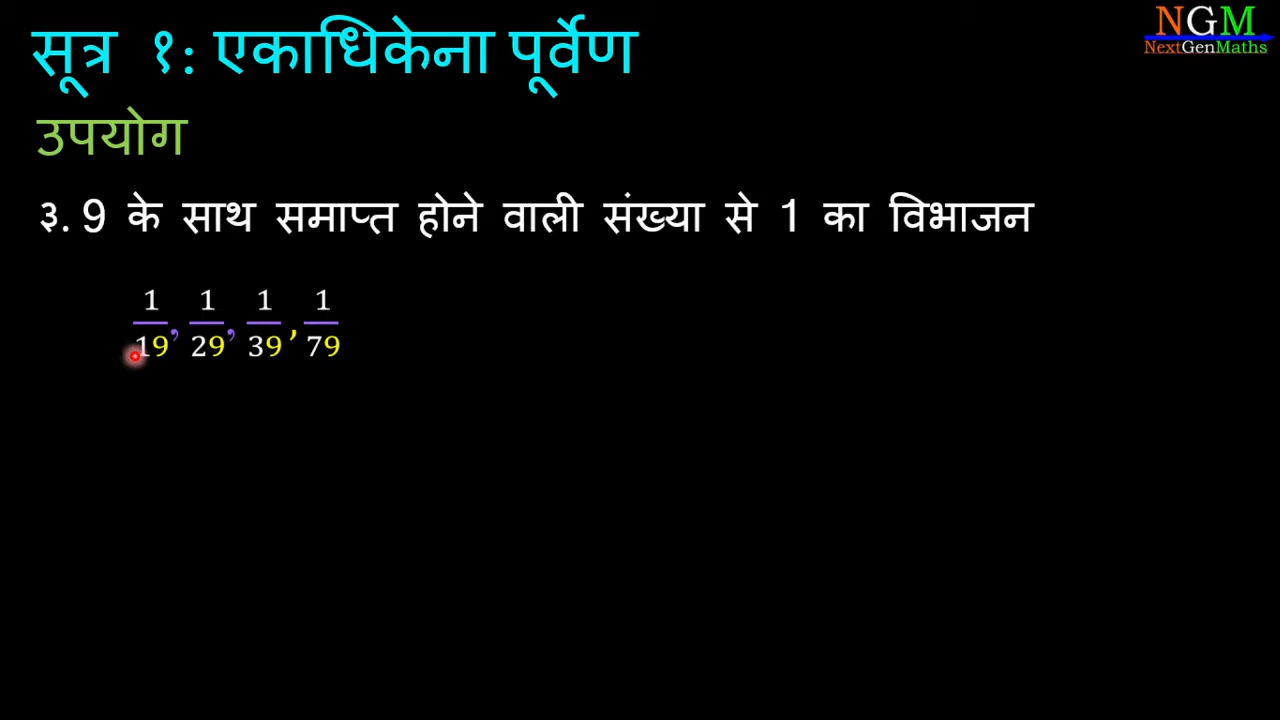 सूत्र १: एकाधिकेना पूर्वेण
NGM
NextGenMaths
उपयोग
३. 9 के साथ समाप्त होने वाली संख्या से 1 का विभाजन
1/19, 1/29, 1/39, 1/79